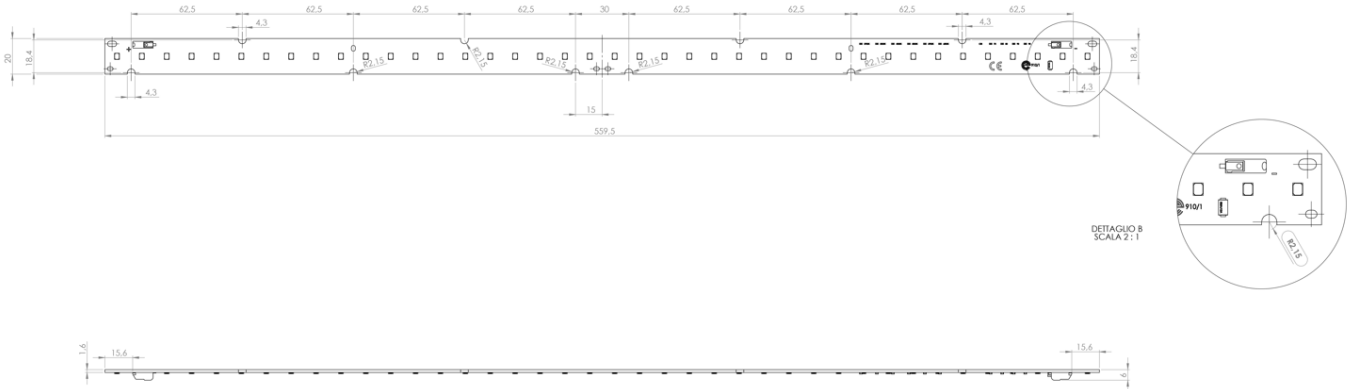 62,5 62,5 62,5 62,5 30 62,5 62,5 62,5 62,5
4,3 4,3
20 18,4 + R2,15 18,4
R2,15 R2,15 R2,15 R2,15 CE
4,3 15 4,3
559,5
910/1
DETTAGLIO B
SCALA 2 : 1
R2,15
1,6 15,6 15,6 6